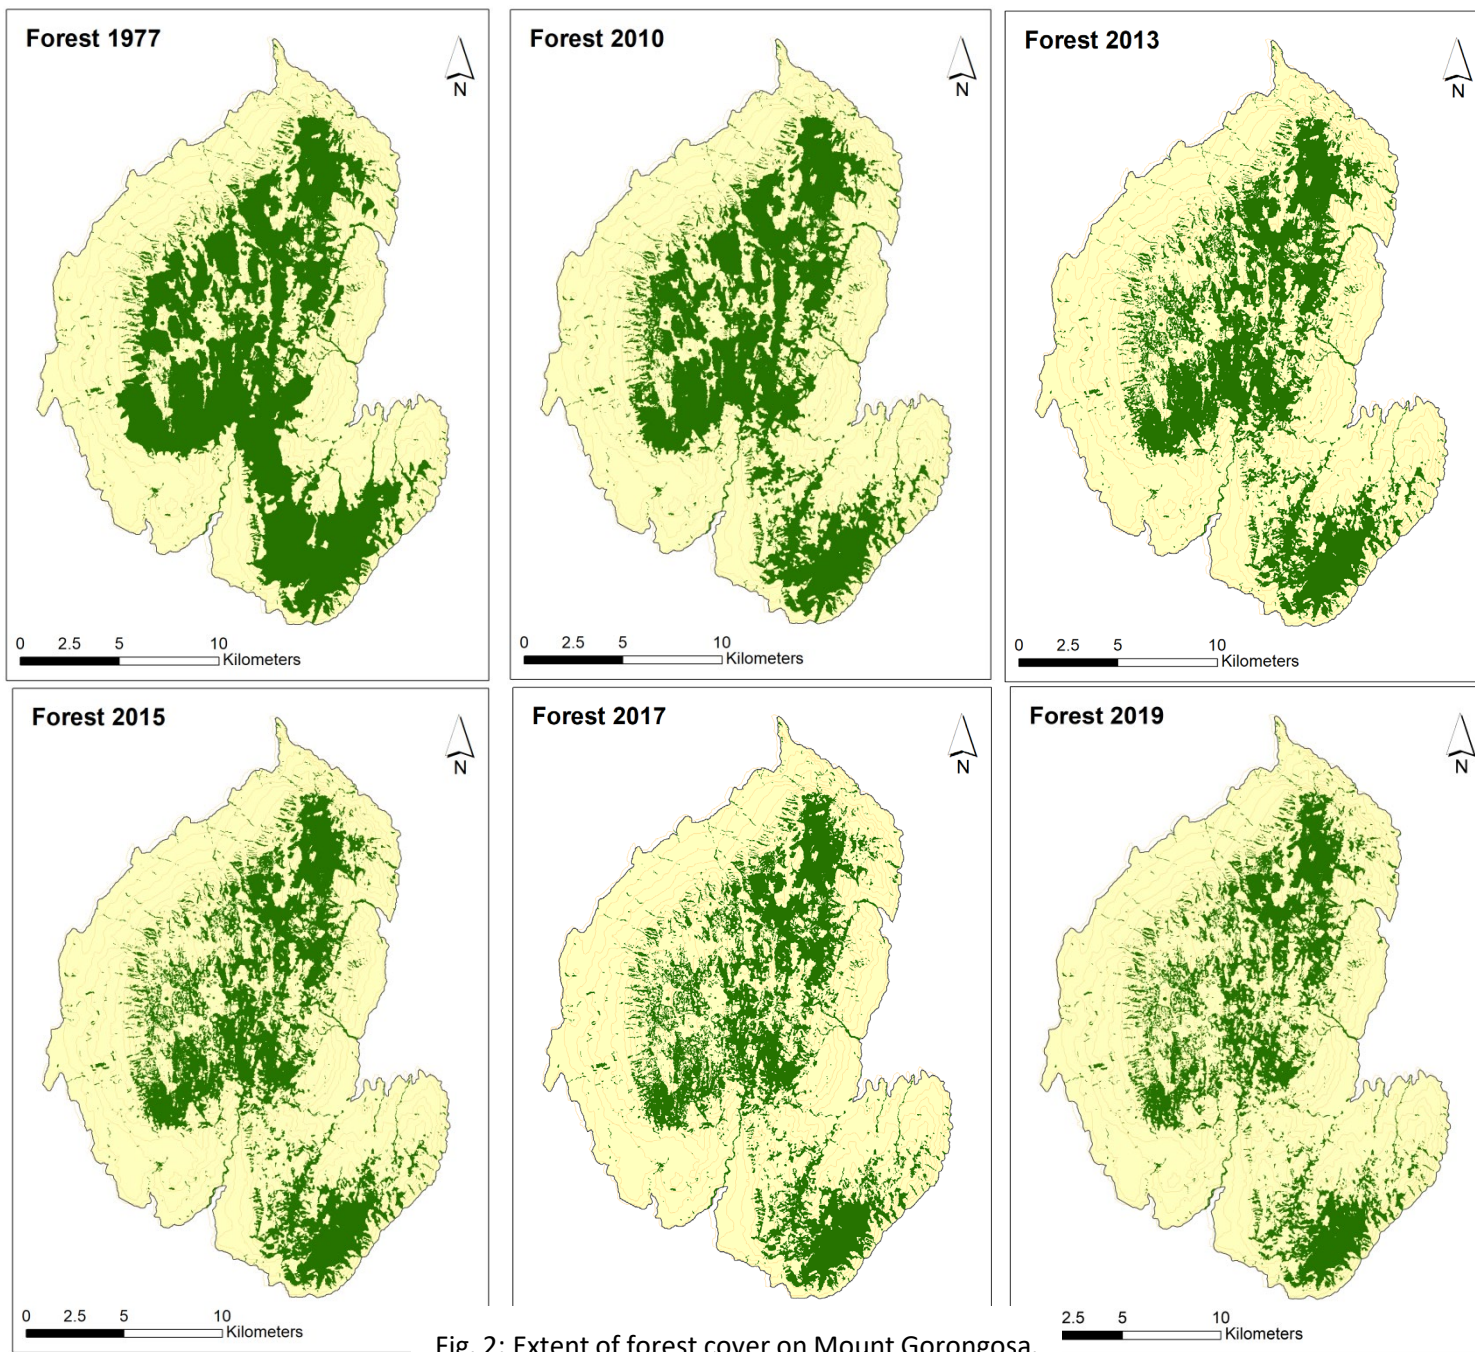 Forest 1977
N
0 2.5 5 10
Kilometers
Forest 2010
N
0 2.5 5 10
Kilometers
Forest 2013
N
0 2.5 5 10
Kilometers
Forest 2015
N
0 2.5 5 10
Kilometers
Forest 2017
N
Forest 2019
N
2.5 5 10
Kilometers
Fig. 2: Extent of forest cover on Mount Gorongosa.